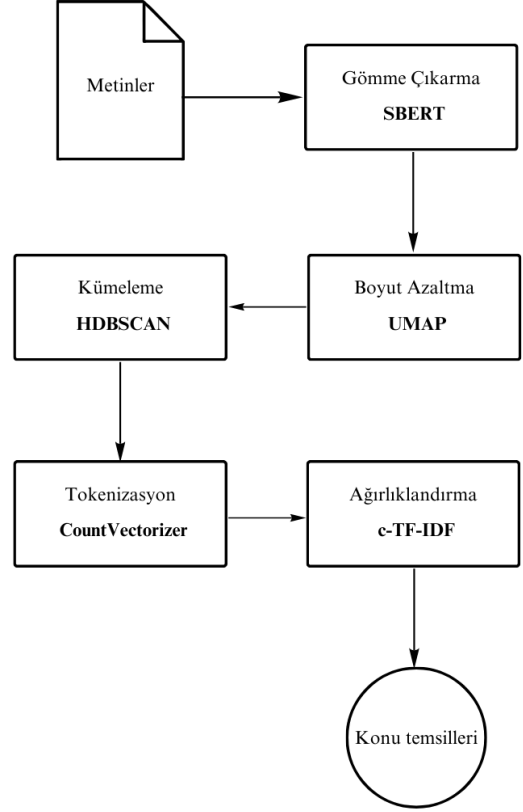 Metinler
Gömme Çıkarma
SBERT
Boyut Azaltma
UMAP
Kümeleme
HDBSCAN
Tokenizasyon
CountVectorizer
Ağırlıklandırma
c-TF-IDF
Konu temsilleri